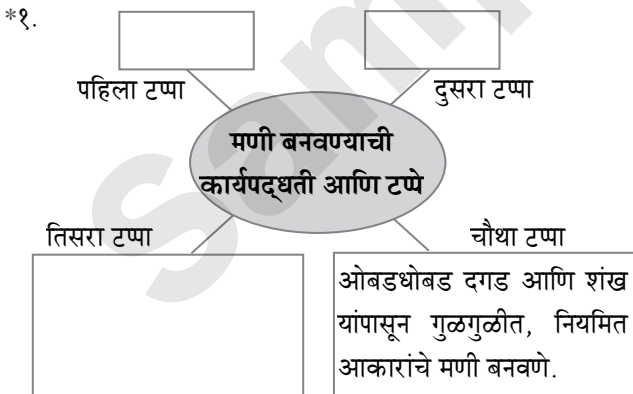 *१.
पहिला टप्पा
दुसरा टप्पा
मणी बनवण्याची
कार्यपद्धती आणि टप्पे
तिसरा टप्पा
चौथा टप्पा
ओबडधोबड दगड आणि शंख
यांपासून गुळगुळीत, नियमित
आकारांचे मणी बनवणे.